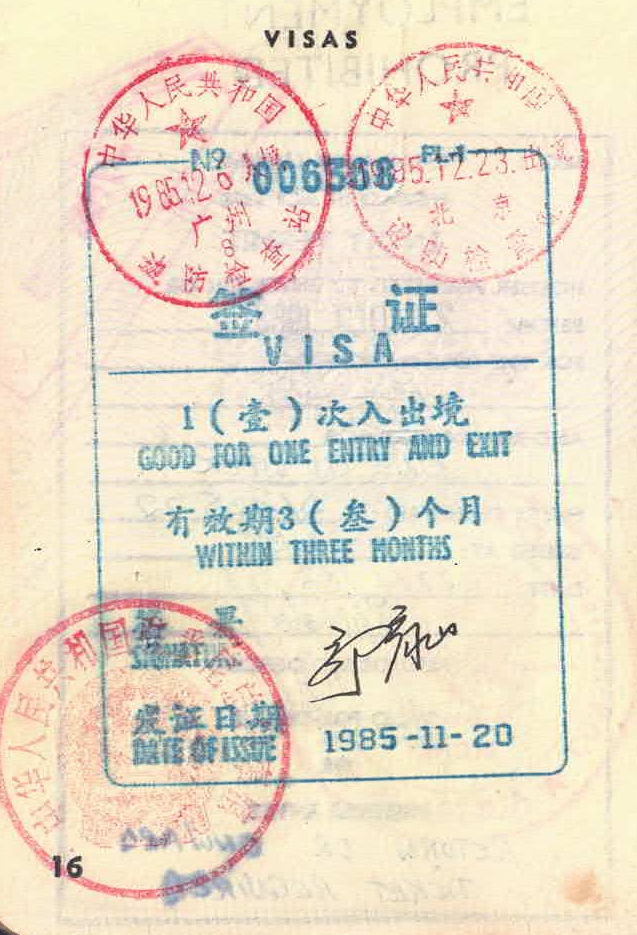 VISAS
中华人民共和国
1985.12.
广州
8
边防检查站
中华人民共和国
1985.12.23.出
北京
边防检查站
№ 006588
签 证
VISA
1(壹)次入出境
GOOD FOR ONE ENTRY AND EXIT
有效期3(叁)个月
WITHIN THREE MONTHS
SIGNATURE
发证日期 1985-11-20
DATE OF ISSUE
中华人民共和国
16